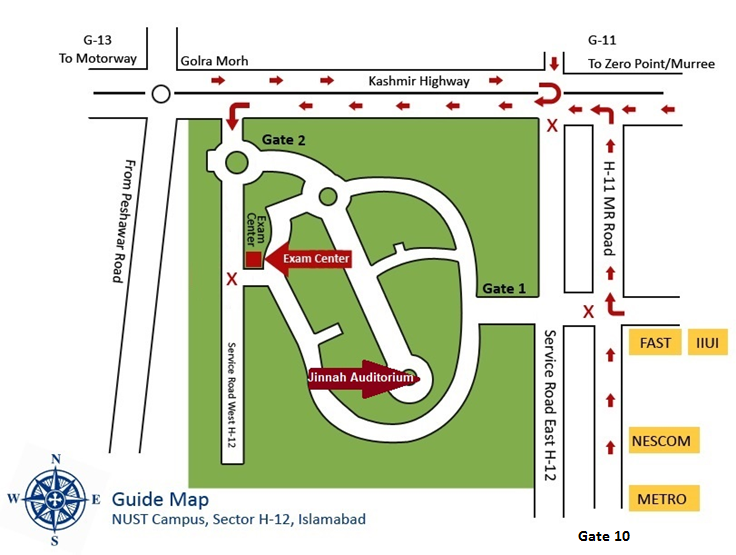 G-13
To Motorway
Golra Morh
G-11
To Zero Point/Murree
Kashmir Highway
X
Gate 2
From Peshawar Road
H-11 MR Road
Exam
Center
Exam Center
X
Gate 1
X
Service Road West H-12
Service Road East H-12
FAST
IIUI
Jinnah Auditorium
NESCOM
METRO
N
W
E
S
Guide Map
NUST Campus, Sector H-12, Islamabad
Gate 10